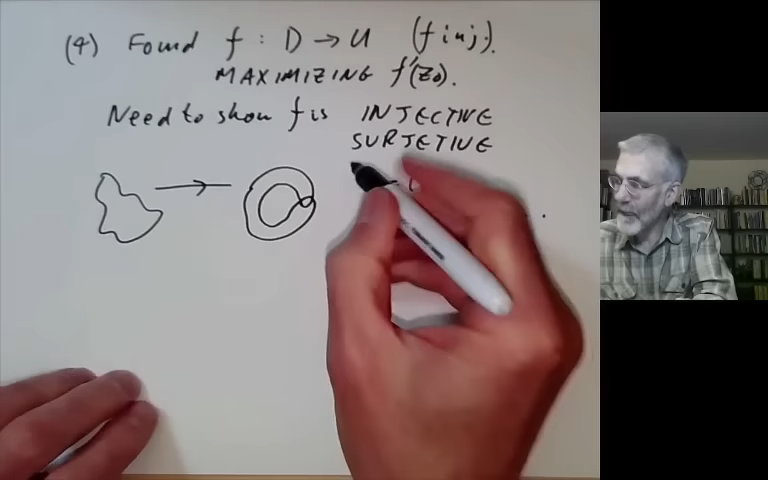 (4) Found f : D → U (f inj).
MAXIMIZING f'(z₀).
Need to show f is INJECTIVE
SURJETIVE